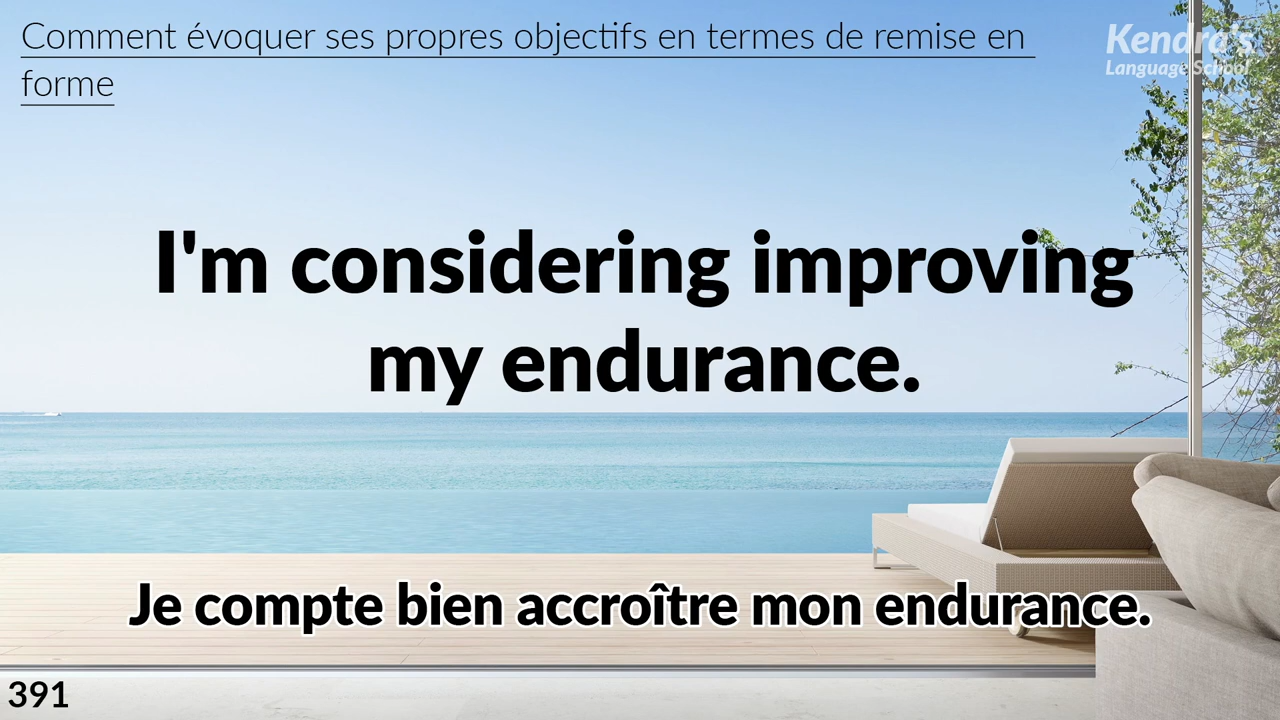 Comment évoquer ses propres objectifs en termes de remise en
forme
Kendra's
Language School
I'm considering improving
my endurance.
Je compte bien accroître mon endurance.
391